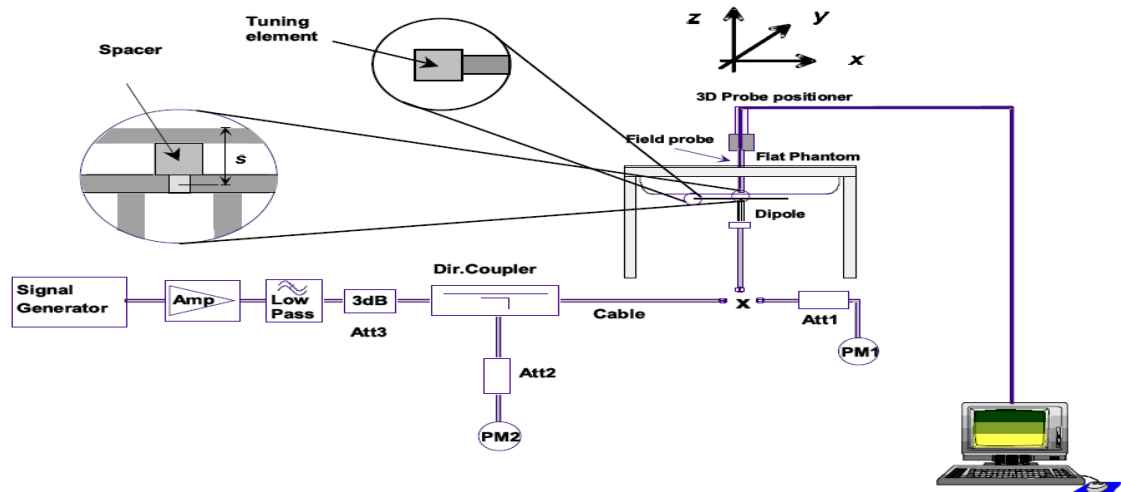 Tuning
element
Spacer
s
z
y
x
3D Probe positioner
Field probe
Flat Phantom
Dipole
Dir.Coupler
Signal
Generator
Amp
Low
Pass
3dB
Att3
Cable
x
Att1
PM1
Att2
PM2